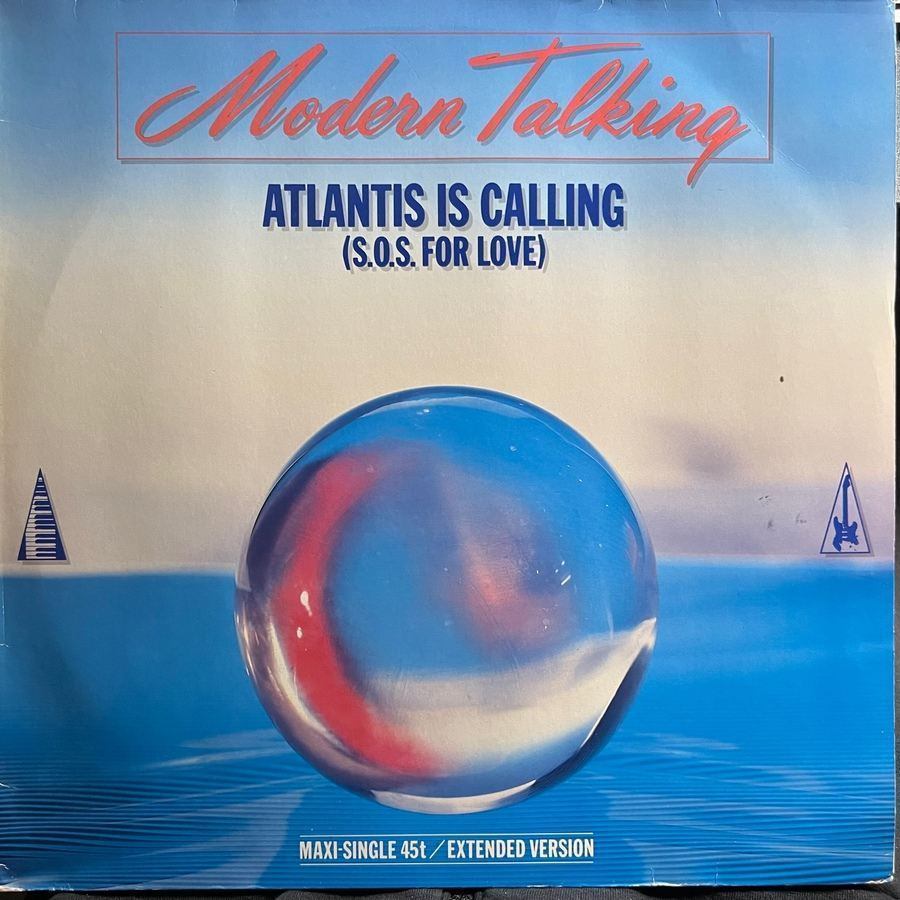 Modern Talking
ATLANTIS IS CALLING
(S.O.S. FOR LOVE)
MAXI-SINGLE 45t / EXTENDED VERSION